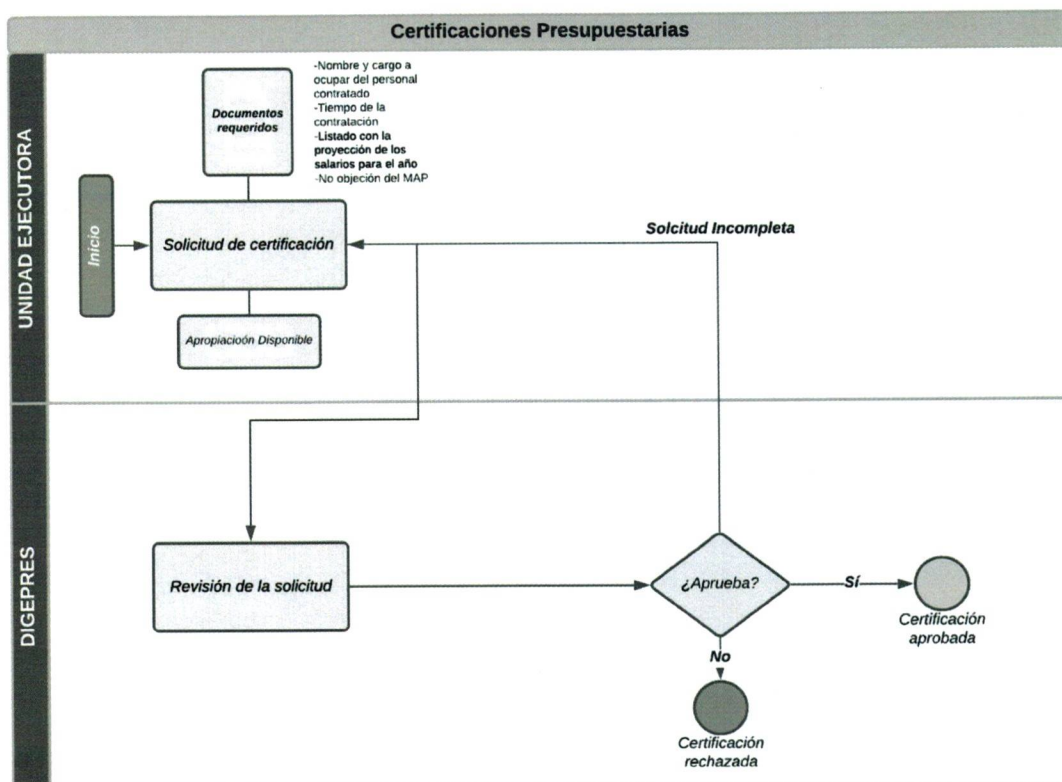 Certificaciones Presupuestarias
UNIDAD EJECUTORA
Documentos
requeridos
-Nombre y cargo a
ocupar del personal
contratado
-Tiempo de la
contratación
-Listado con la
proyección de los
salarios para el año
-No objeción del MAP
Inicio
Solicitud de certificación
Solcitud Incompleta
Apropiacioón Disponible
DIGEPRES
Revisión de la solicitud
¿Aprueba?
Sí
Certificación
aprobada
No
Certificación
rechazada